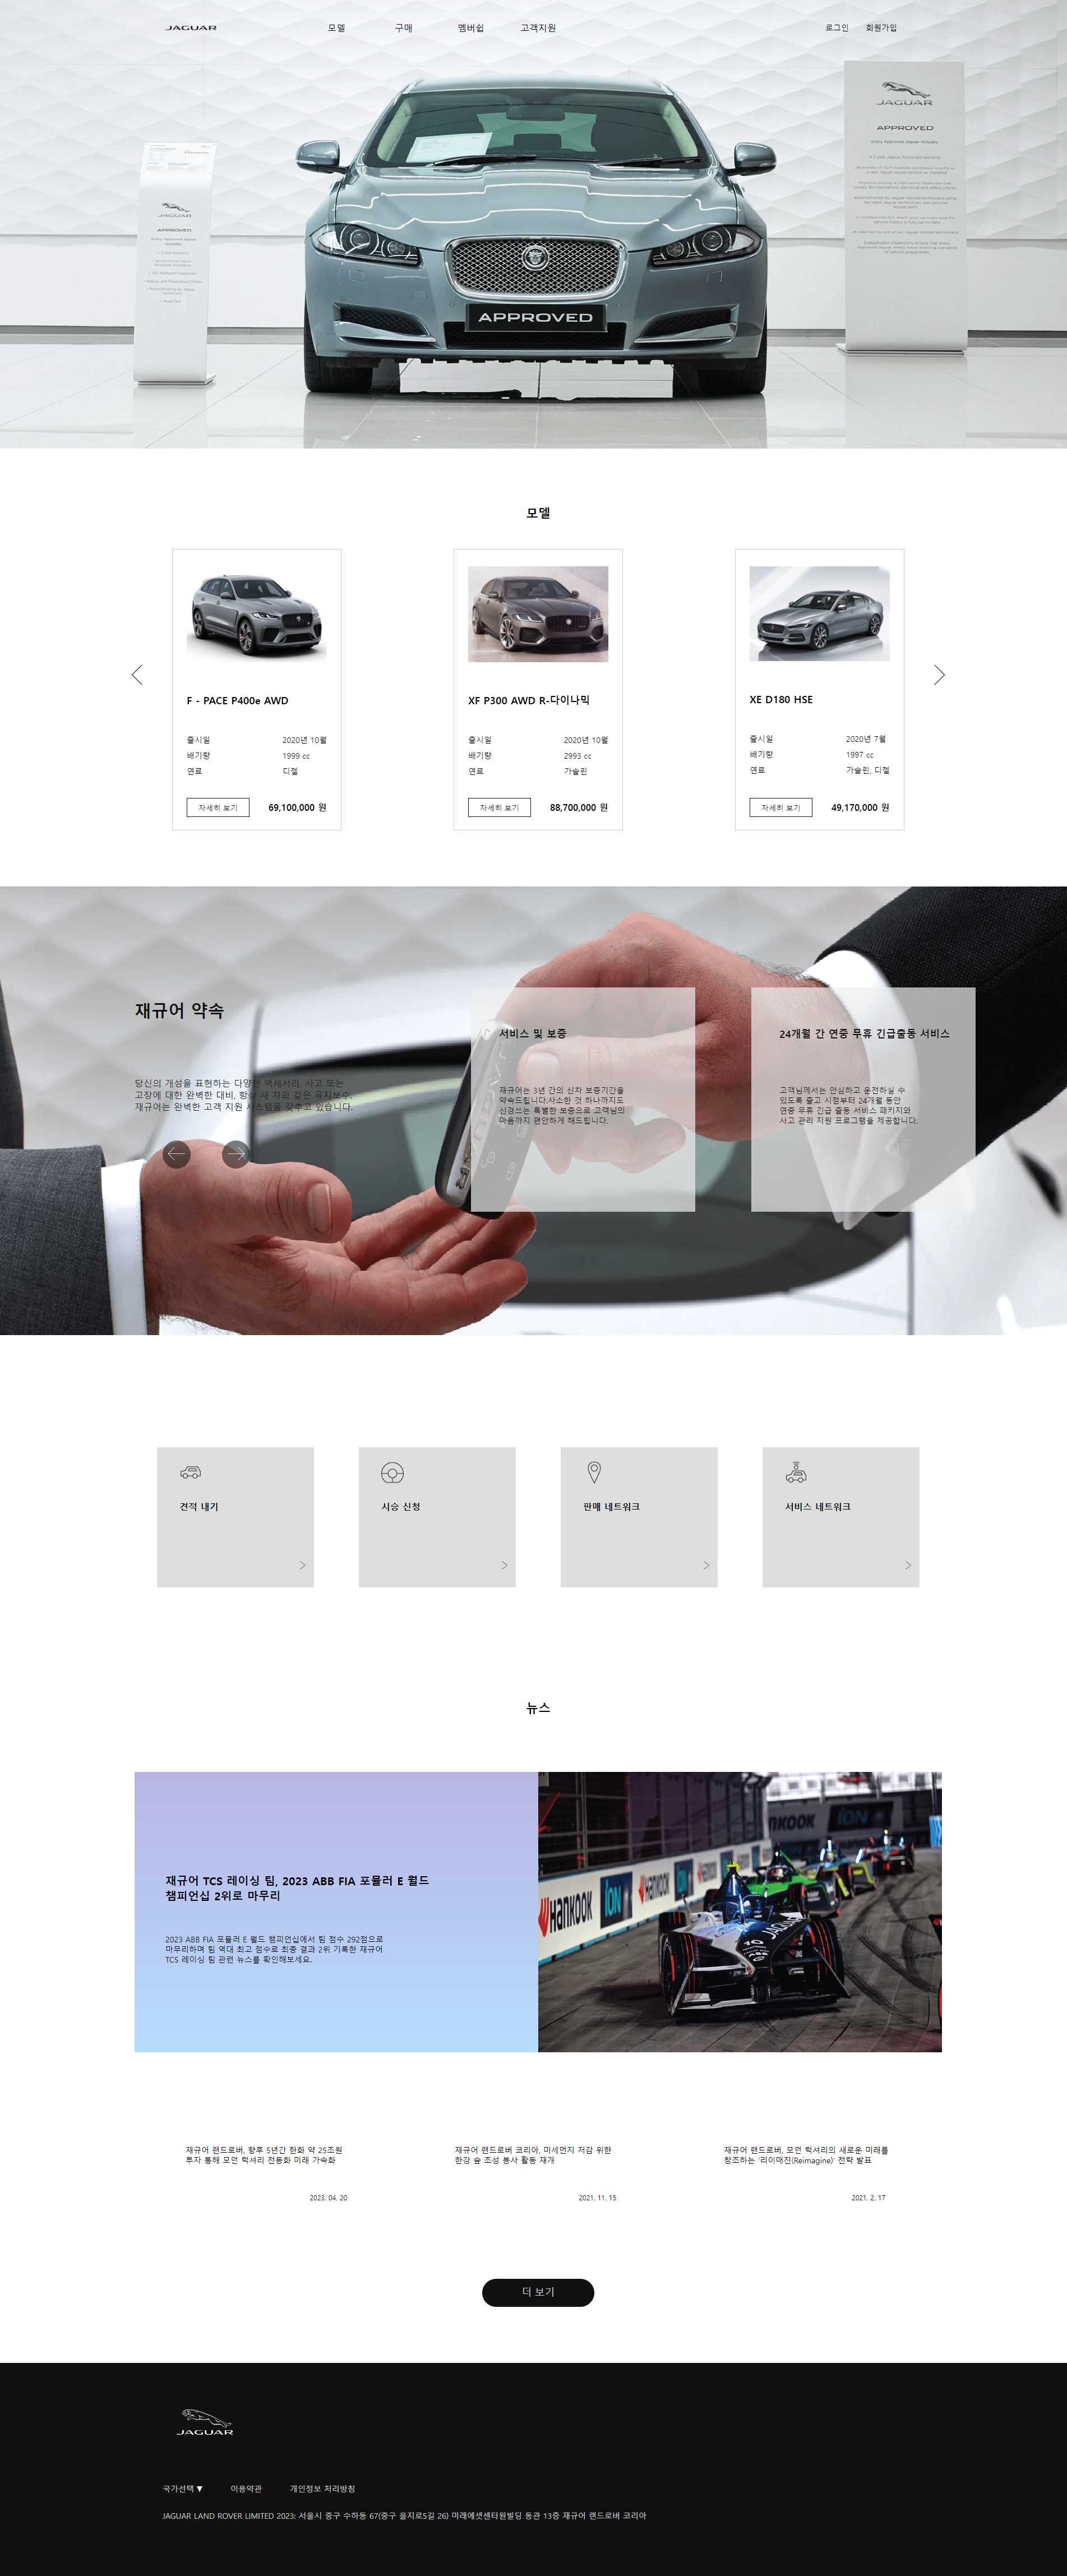 JAGUAR
모델
구매
멤버쉽
고객지원
로그인
회원가입
JAGUAR
APPROVED
Every Approved Jaguar includes:
JAGUAR
APPROVED
Every Approved Jaguar
includes:
APPROVED
모델
F - PACE P400e AWD
출시일 2020년 10월
배기량 1999 cc
연료 디젤
자세히 보기 69,100,000 원
XF P300 AWD R-다이나믹
출시일 2020년 10월
배기량 2993 cc
연료 가솔린
자세히 보기 88,700,000 원
XE D180 HSE
출시일 2020년 7월
배기량 1997 cc
연료 가솔린, 디젤
자세히 보기 49,170,000 원
재규어 약속
당신의 개성을 표현하는 다양한 액세서리, 사고 또는
고장에 대한 완벽한 대비, 항상 새 차와 같은 유지보수.
재규어는 완벽한 고객 지원 시스템을 갖추고 있습니다.
서비스 및 보증
재규어는 3년 간의 신차 보증기간을
약속드립니다.사소한 것 하나까지도
신경쓰는 특별한 보증으로 고객님의
마음까지 편안하게 해드립니다.
24개월 간 연중 무휴 긴급출동 서비스
고객님께서는 안심하고 운전하실 수
있도록 출고 시점부터 24개월 동안
연중 무휴 긴급 출동 서비스 패키지와
사고 관리 지원 프로그램을 제공합니다.
견적 내기
시승 신청
판매 네트워크
서비스 네트워크
뉴스
재규어 TCS 레이싱 팀, 2023 ABB FIA 포뮬러 E 월드
챔피언십 2위로 마무리
2023 ABB FIA 포뮬러 E 월드 챔피언십에서 팀 점수 292점으로
마무리하며 팀 역대 최고 점수로 최종 결과 2위 기록한 재규어
TCS 레이싱 팀 관련 뉴스를 확인해보세요.
HANKOOK
ION
HANKOOK
ION
HANKOOK
JAGUAR
재규어 랜드로버, 향후 5년간 한화 약 25조원
투자 통해 모던 럭셔리 전동화 미래 가속화
2023. 04. 20
재규어 랜드로버 코리아, 미세먼지 저감 위한
한강 숲 조성 봉사 활동 재개
2021. 11. 15
재규어 랜드로버, 모던 럭셔리의 새로운 미래를
창조하는 '리이매진(Reimagine)' 전략 발표
2021. 2. 17
더 보기
JAGUAR
국가선택 ▼
이용약관
개인정보 처리방침
JAGUAR LAND ROVER LIMITED 2023: 서울시 중구 수하동 67(중구 을지로5길 26) 미래에셋센터원빌딩 동관 13층 재규어 랜드로버 코리아